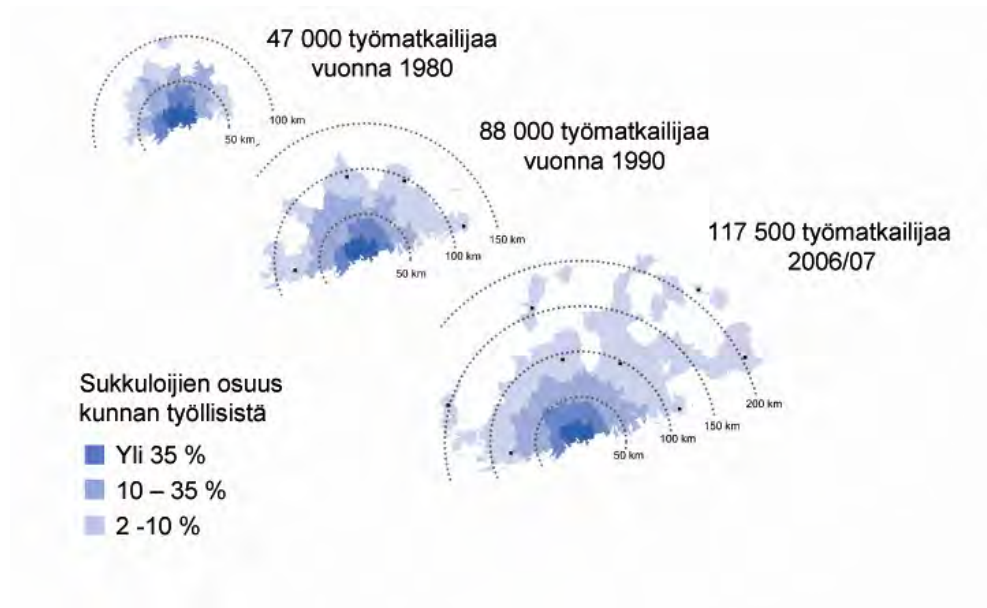 47 000 työmatkailijaa
vuonna 1980
100 km
50 km
88 000 työmatkailijaa
vuonna 1990
150 km
100 km
50 km
117 500 työmatkailijaa
2006/07
200 km
150 km
100 km
50 km
Sukkuloijien osuus
kunnan työllisistä
Yli 35 %
10 – 35 %
2 -10 %